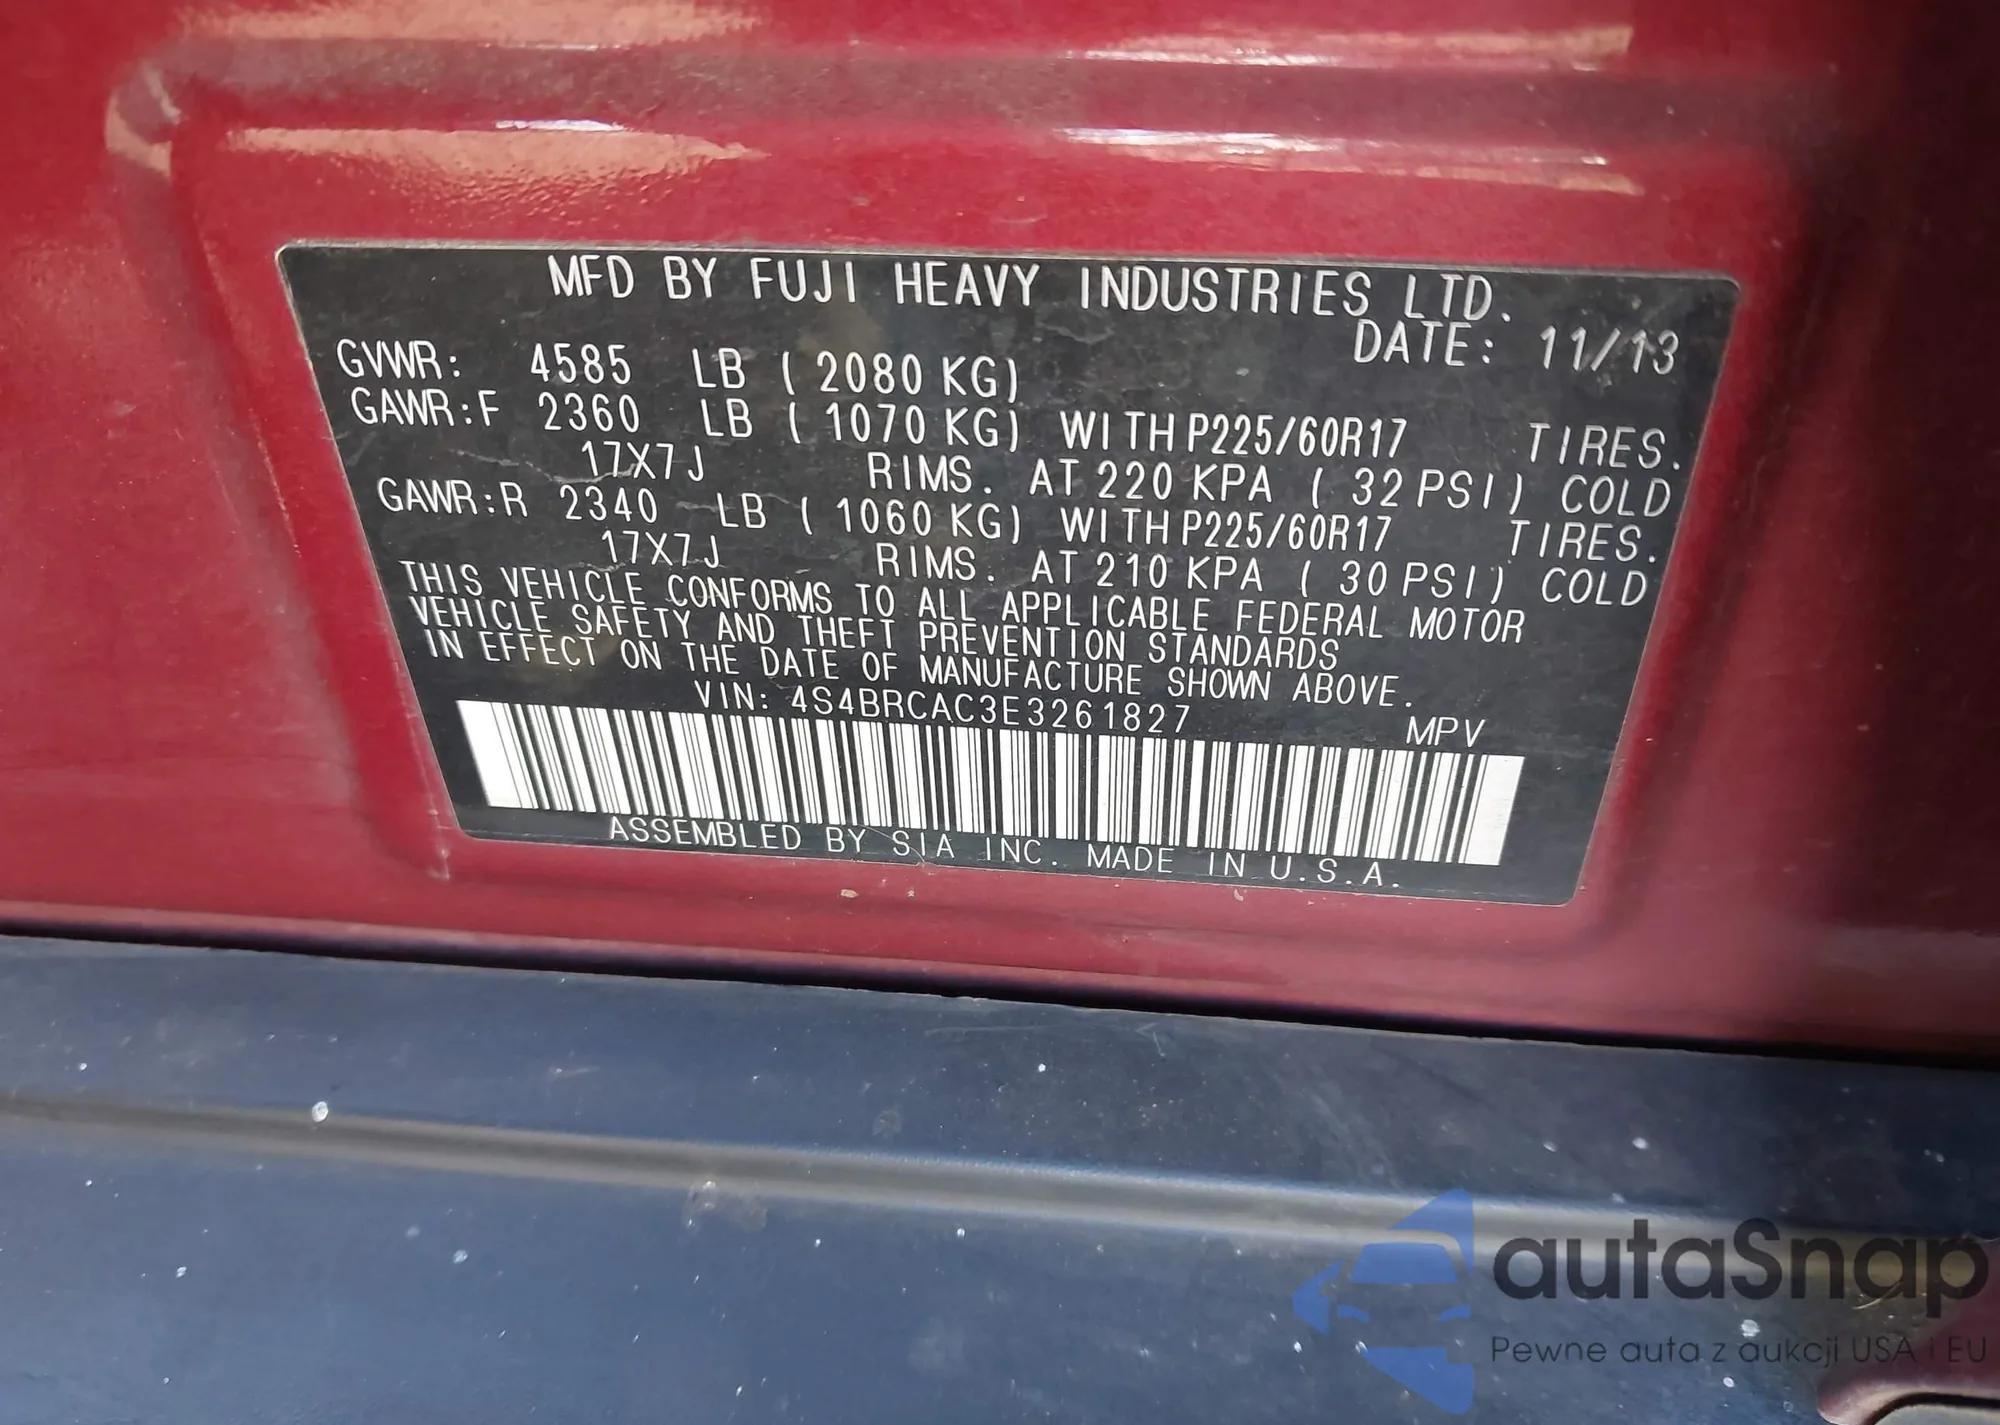 MFD BY FUJI HEAVY INDUSTRIES LTD.
DATE: 11/13
GVWR: 4585 LB ( 2080 KG)
GAWR:F 2360 LB ( 1070 KG) WITH P225/60R17 TIRES.
17X7J RIMS. AT 220 KPA ( 32 PSI) COLD
GAWR:R 2340 LB ( 1060 KG) WITH P225/60R17 TIRES.
17X7J RIMS. AT 210 KPA ( 30 PSI) COLD
THIS VEHICLE CONFORMS TO ALL APPLICABLE FEDERAL MOTOR
VEHICLE SAFETY AND THEFT PREVENTION STANDARDS
IN EFFECT ON THE DATE OF MANUFACTURE SHOWN ABOVE.
VIN: 4S4BRCAC3E3261827 MPV
ASSEMBLED BY SIA INC. MADE IN U.S.A.
autaSnap
Pewne auta z aukcji USA i EU